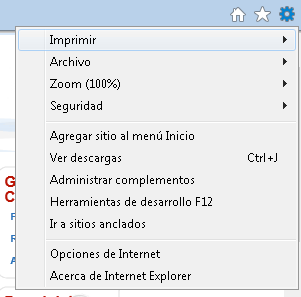 Imprimir
Archivo
Zoom (100%)
Seguridad
Agregar sitio al menú Inicio
Ver descargas Ctrl+J
Administrar complementos
Herramientas de desarrollo F12
Ir a sitios anclados
Opciones de Internet
Acerca de Internet Explorer